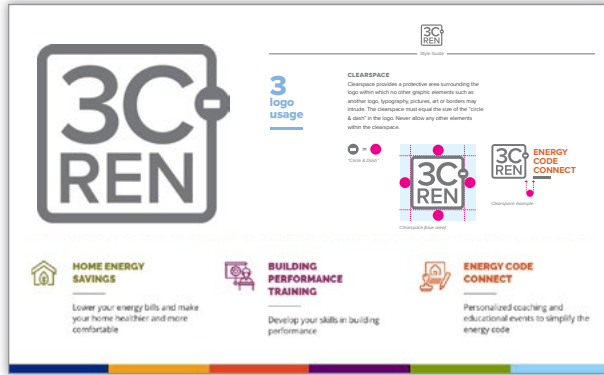 3C
REN
3C
REN
Style Guide
3
logo
usage
CLEARSPACE
Clearspace provides a protective area surrounding the
logo within which no other graphic elements such as
another logo, typography, pictures, art or borders may
intrude. The clearspace must equal the size of the "circle
& dash" in the logo. Never allow any other elements
within the clearspace.
=
"Circle & Dash"
3C
REN
Clearspace (blue area)
3C
REN
ENERGY
CODE
CONNECT
Clearspace example
HOME ENERGY
SAVINGS
Lower your energy bills and make
your home healthier and more
comfortable
BUILDING
PERFORMANCE
TRAINING
Develop your skills in building
performance
ENERGY CODE
CONNECT
Personalized coaching and
educational events to simplify the
energy code